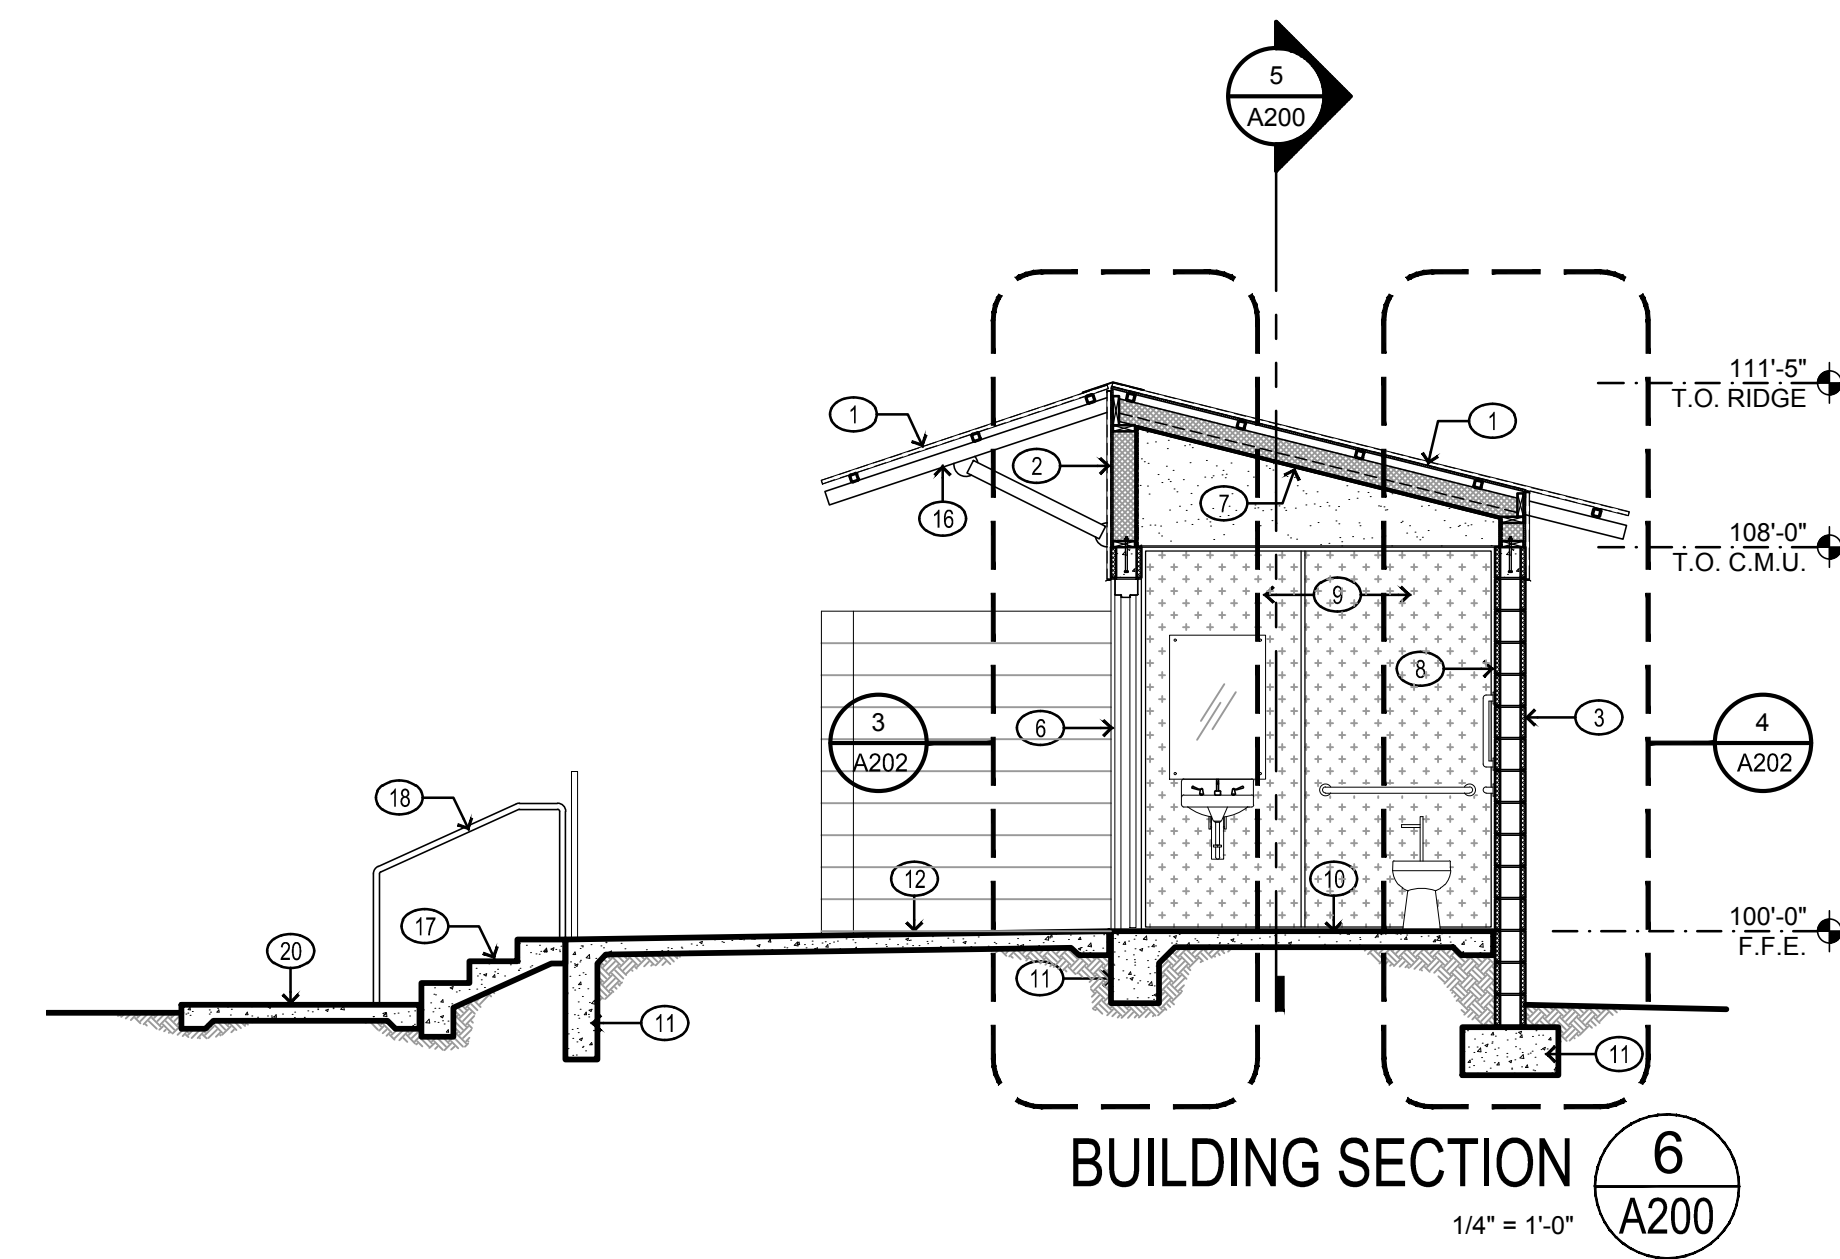 5
A200
111'-5"
T.O. RIDGE
1
1
2
7
16
108'-0"
T.O. C.M.U.
9
8
3
A202
6
3
4
A202
18
12
10
17
100'-0"
F.F.E.
20
11
11
11
BUILDING SECTION
1/4" = 1'-0"
6
A200